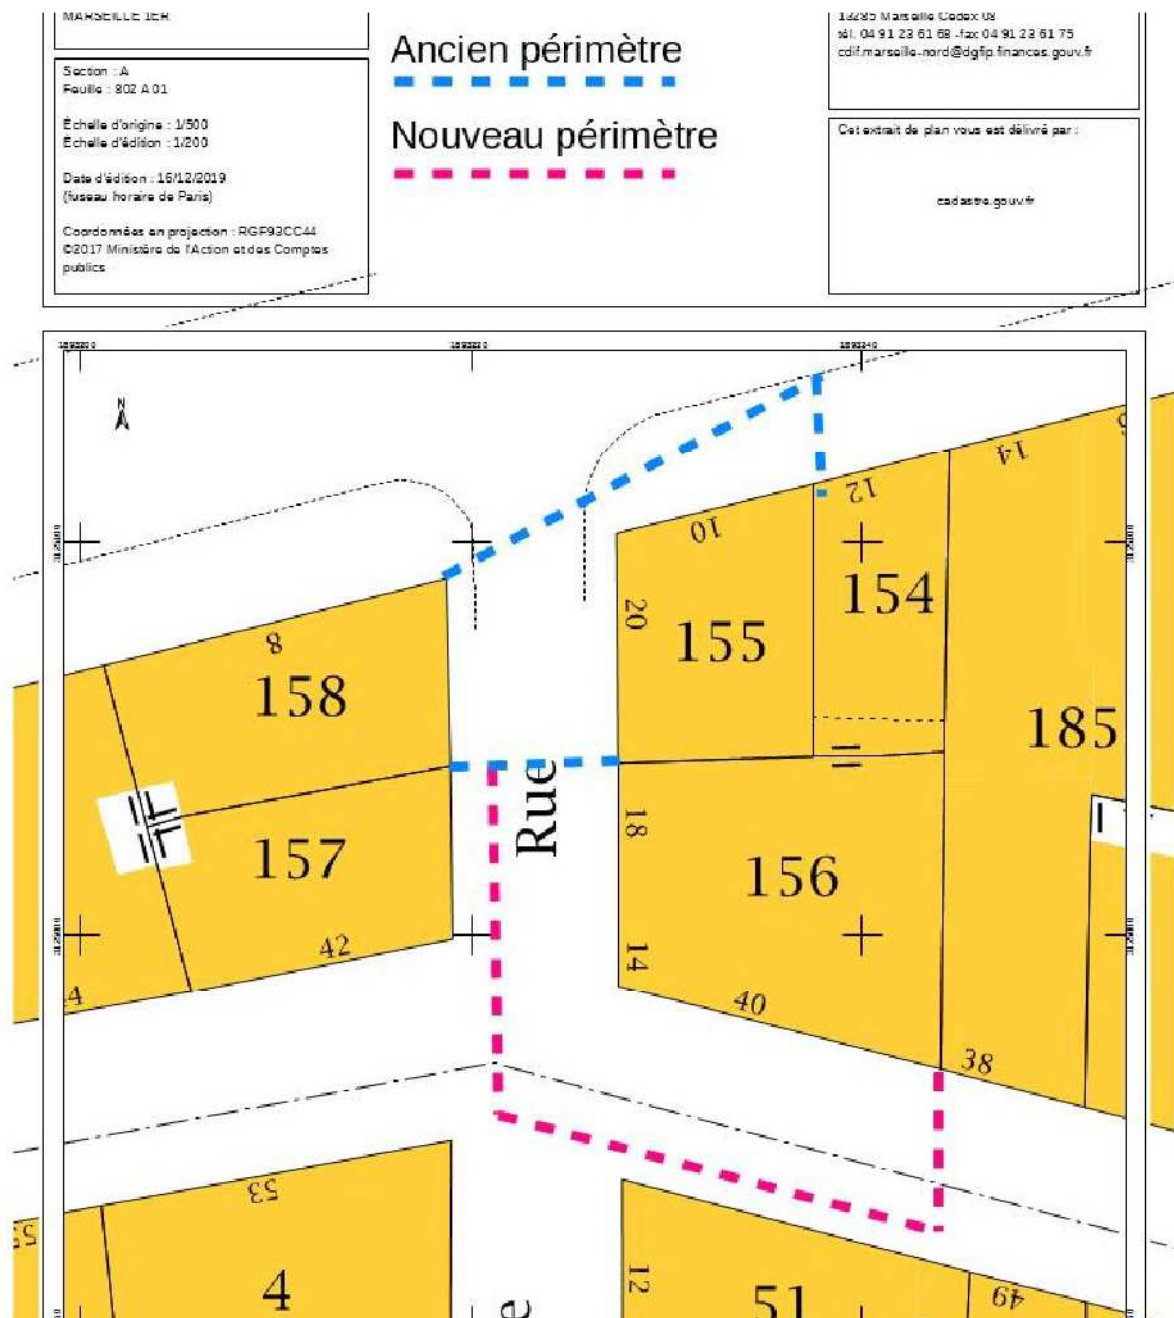 MARSEILLE 1ER
Section : A
Feuille : 802 A 01
Échelle d'origine : 1/500
Échelle d'édition : 1/200
Date d'édition : 16/12/2019
(fuseau horaire de Paris)
Coordonnées en projection : RGF93CC44
©2017 Ministère de l'Action et des Comptes
publics
Ancien périmètre
Nouveau périmètre
13285 Marseille Cedex 08
tél. 04 91 23 61 68 -fax 04 91 23 61 75
cdif.marseille-nord@dgfip.finances.gouv.fr
Cet extrait de plan vous est délivré par :
cadastre.gouv.fr
N
14
12
10
8
20
154
155
158
185
Rue
18
157
156
42
14
40
38
53
4
12
51
49